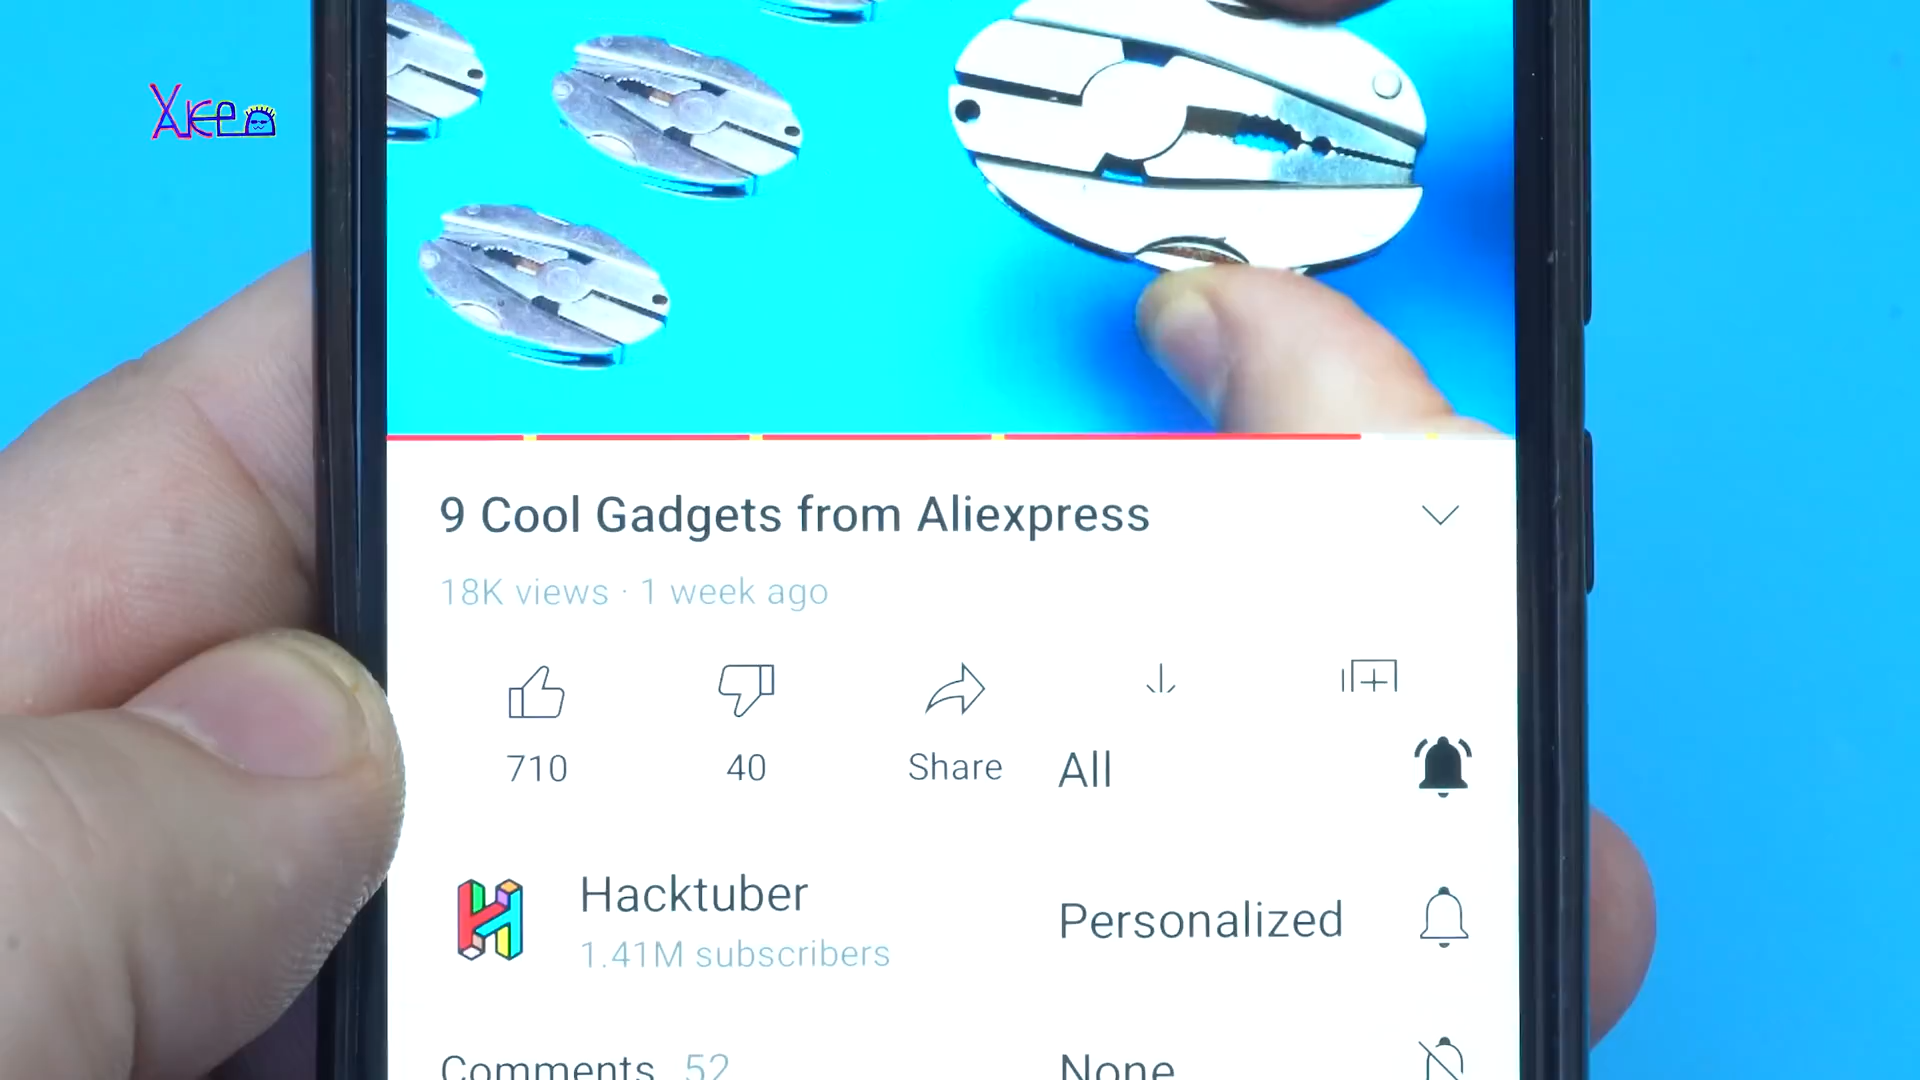 Хкер
9 Cool Gadgets from Aliexpress
18K views · 1 week ago
710
40
Share
All
Hacktuber
1.41M subscribers
Personalized
Comments 52
None